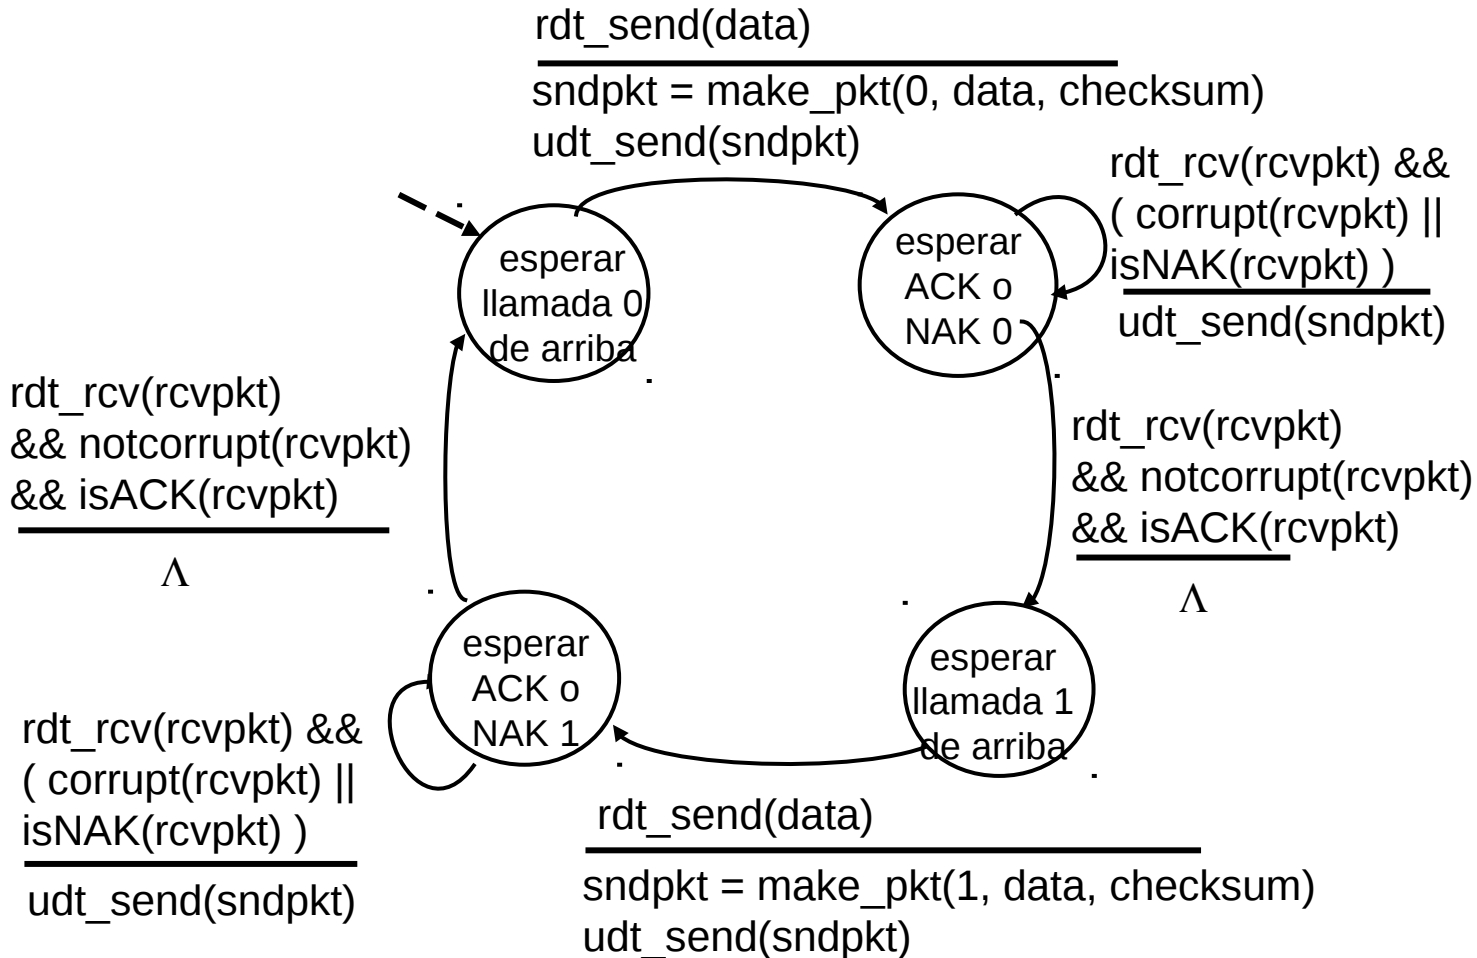 rdt_send(data)
sndpkt = make_pkt(0, data, checksum)
udt_send(sndpkt)
rdt_rcv(rcvpkt) &&
( corrupt(rcvpkt) ||
isNAK(rcvpkt) )
udt_send(sndpkt)
esperar
llamada 0
de arriba
esperar
ACK o
NAK 0
rdt_rcv(rcvpkt)
&& notcorrupt(rcvpkt)
&& isACK(rcvpkt)
Λ
rdt_rcv(rcvpkt)
&& notcorrupt(rcvpkt)
&& isACK(rcvpkt)
Λ
esperar
ACK o
NAK 1
esperar
llamada 1
de arriba
rdt_rcv(rcvpkt) &&
( corrupt(rcvpkt) ||
isNAK(rcvpkt) )
udt_send(sndpkt)
rdt_send(data)
sndpkt = make_pkt(1, data, checksum)
udt_send(sndpkt)